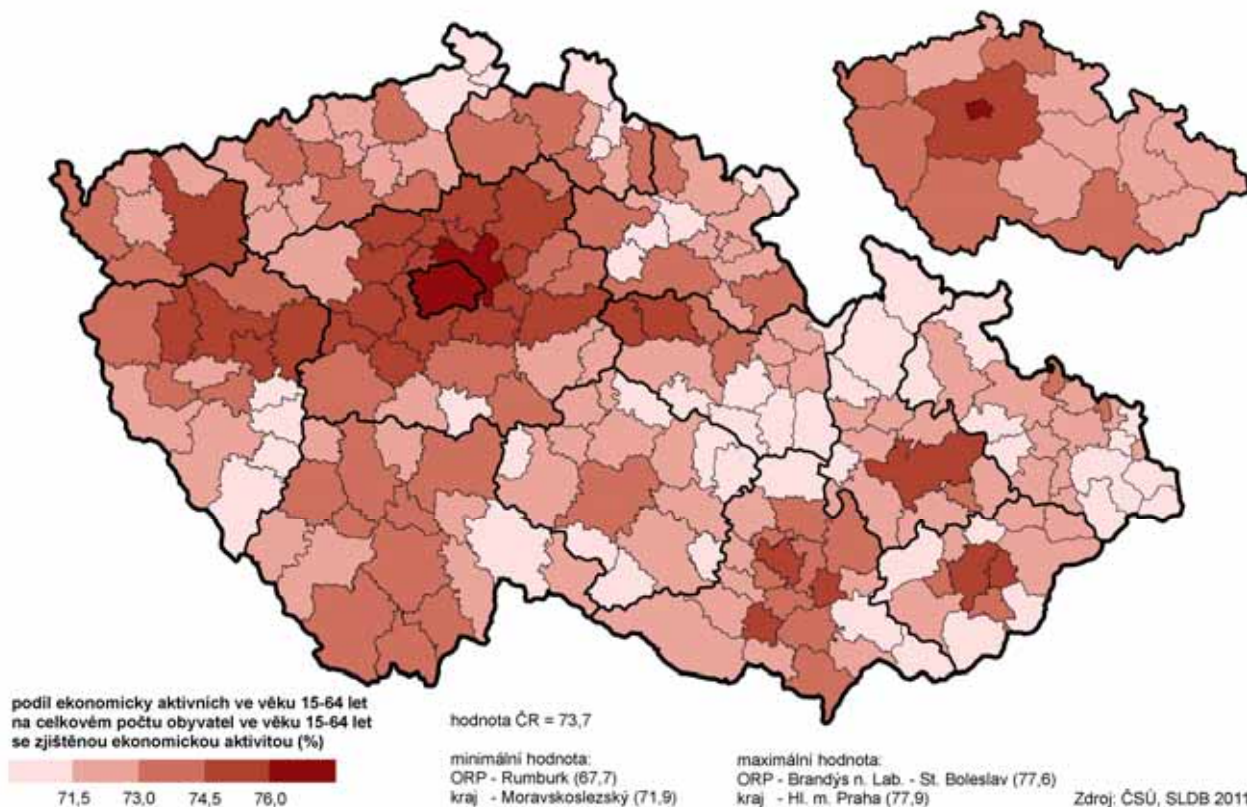 podíl ekonomicky aktivních ve věku 15-64 let
na celkovém počtu obyvatel ve věku 15-64 let
se zjištěnou ekonomickou aktivitou (%)
71,5 73,0 74,5 76,0
hodnota ČR = 73,7
minimální hodnota:
ORP - Rumburk (67,7)
kraj - Moravskoslezský (71,9)
maximální hodnota:
ORP - Brandýs n. Lab. - St. Boleslav (77,6)
kraj - Hl. m. Praha (77,9)
Zdroj: ČSÚ, SLDB 2011